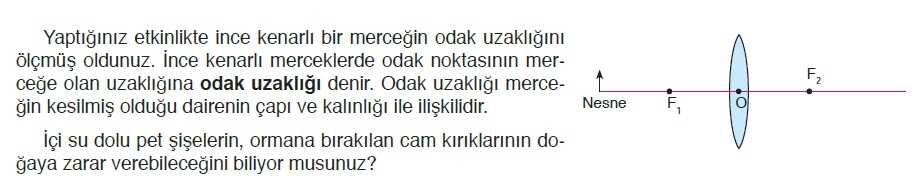 Yaptığınız etkinlikte ince kenarlı bir merceğin odak uzaklığını
ölçmüş oldunuz. İnce kenarlı merceklerde odak noktasının mer-
ceğe olan uzaklığına odak uzaklığı denir. Odak uzaklığı merce-
ğin kesilmiş olduğu dairenin çapı ve kalınlığı ile ilişkilidir.
İçi su dolu pet şişelerin, ormana bırakılan cam kırıklarının do-
ğaya zarar verebileceğini biliyor musunuz?
Nesne
F1
O
F2